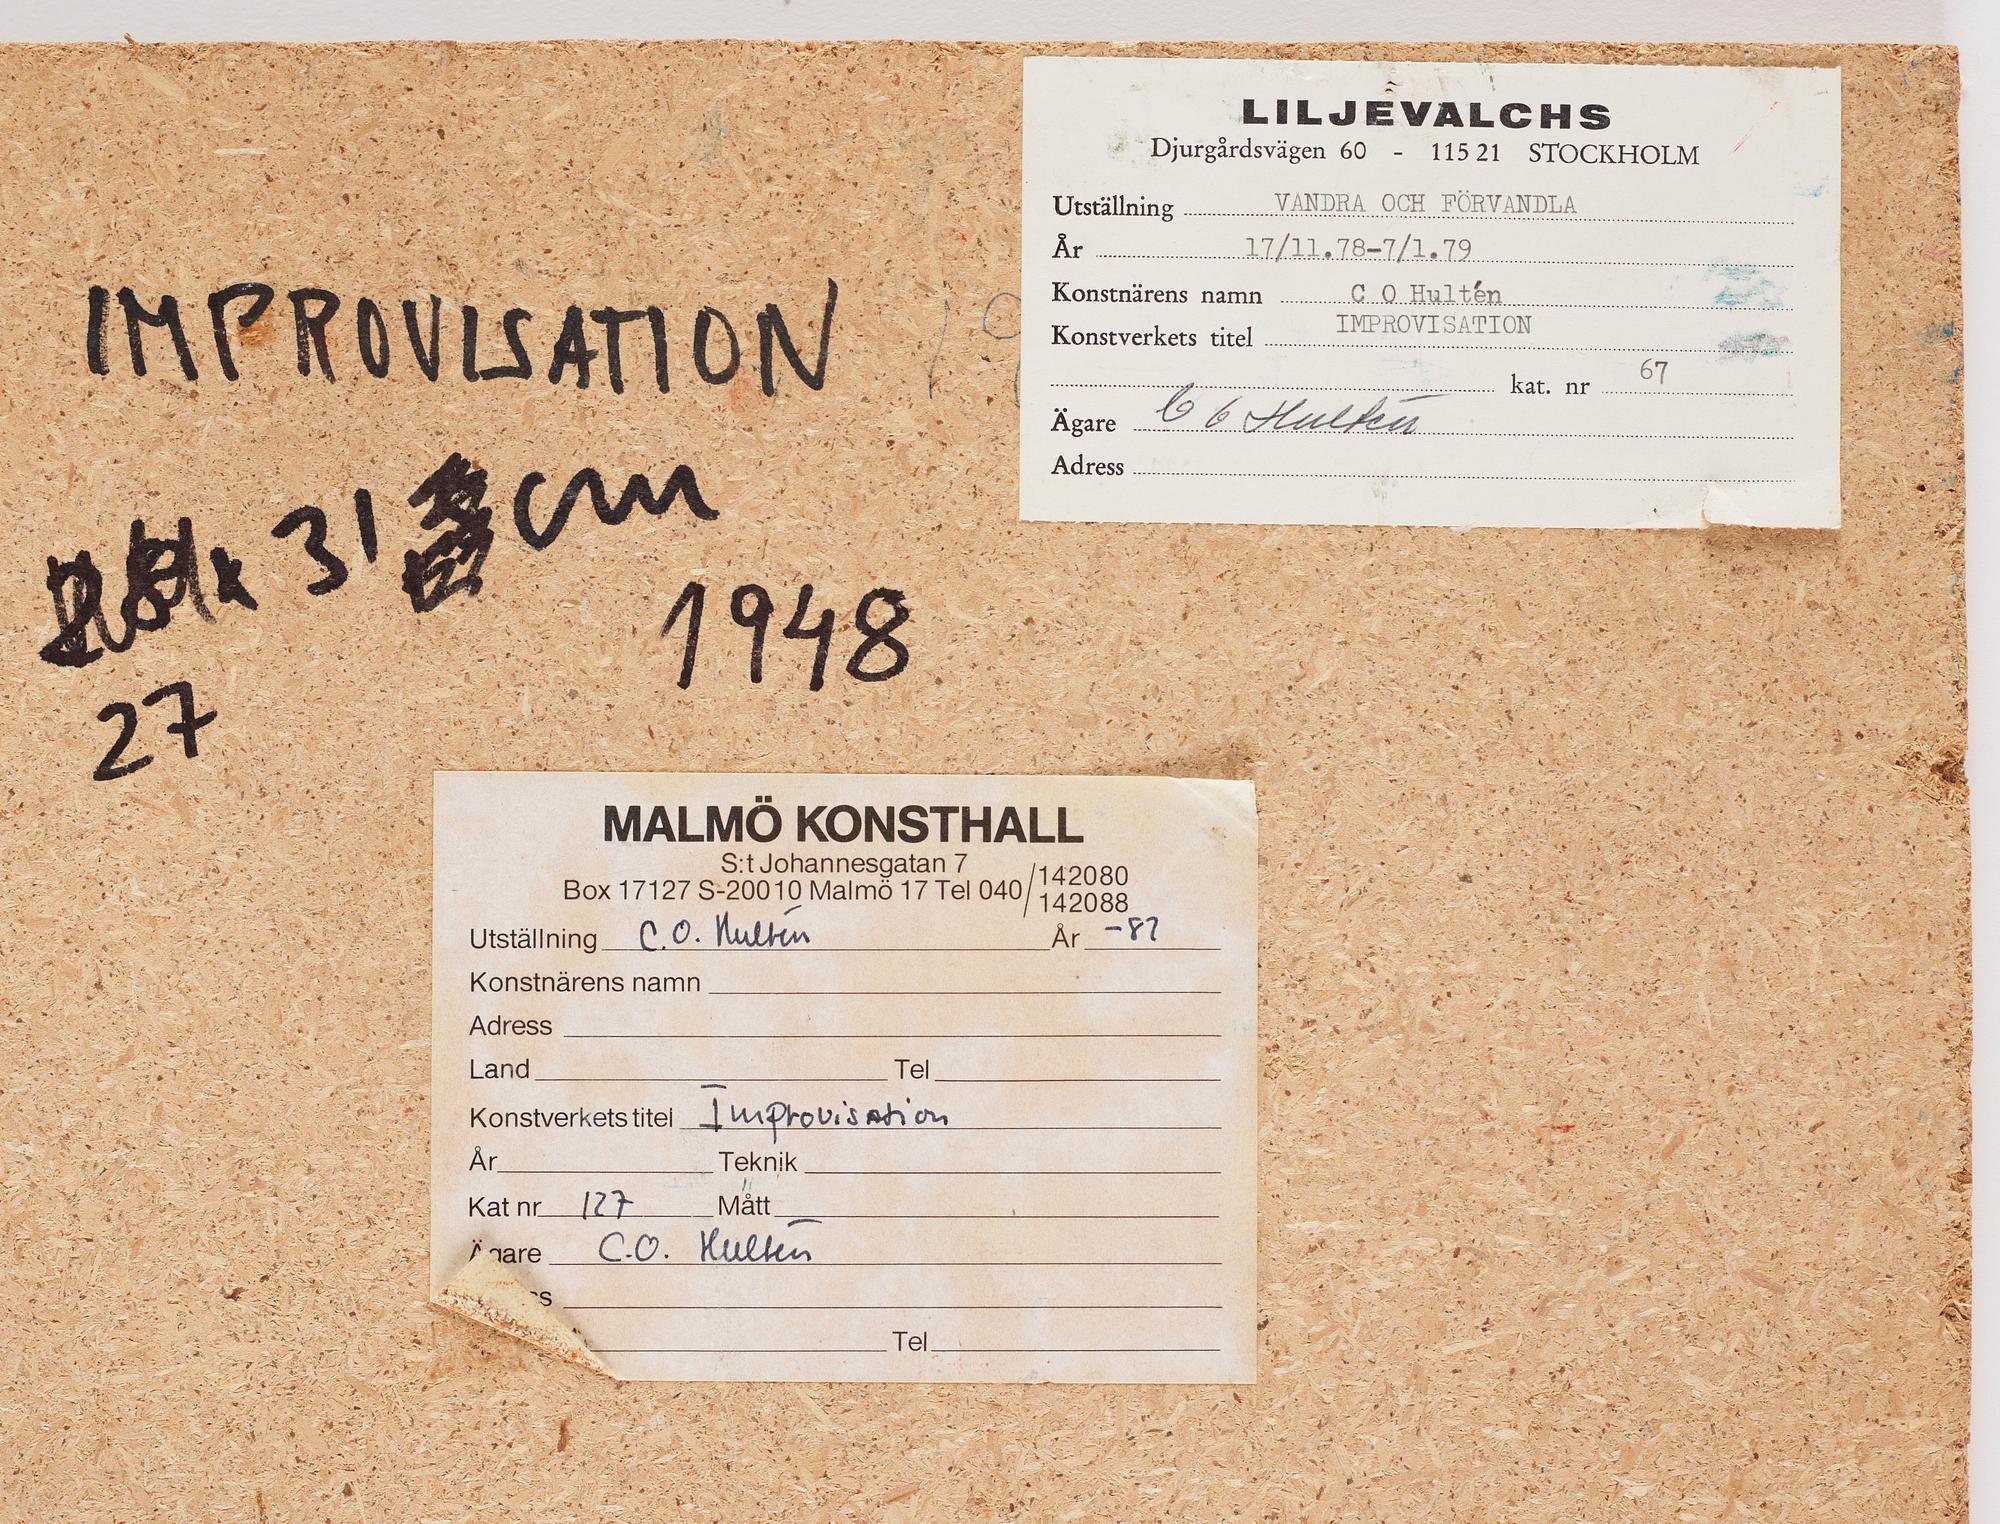 IMPROVISATION
x 31 cm
27
1948
LILJEVALCHS
Djurgårdsvägen 60 - 115 21 STOCKHOLM
Utställning VANDRA OCH FÖRVANDLA
År 17/11.78-7/1.79
Konstnärens namn C O Hultén
Konstverkets titel IMPROVISATION
kat. nr 67
Ägare C O Hultén
Adress
MALMÖ KONSTHALL
S:t Johannesgatan 7
Box 17127 S-200 10 Malmö 17 Tel 040/142080
142088
Utställning C.O. Hultén År
Konstnärens namn
Adress
Land Tel
Konstverkets titel Improvisation
År Teknik
Kat nr 127 Mått
Ägare C.O. Hultén
Tel